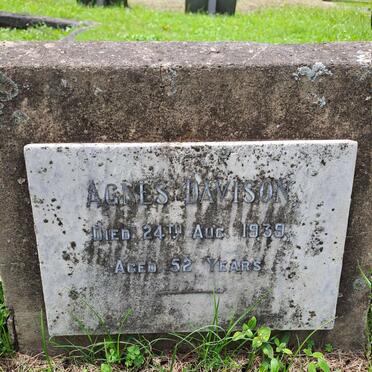 AGNES DAVISON
DIED 24TH AUG. 1939.
AGED 52 YEARS